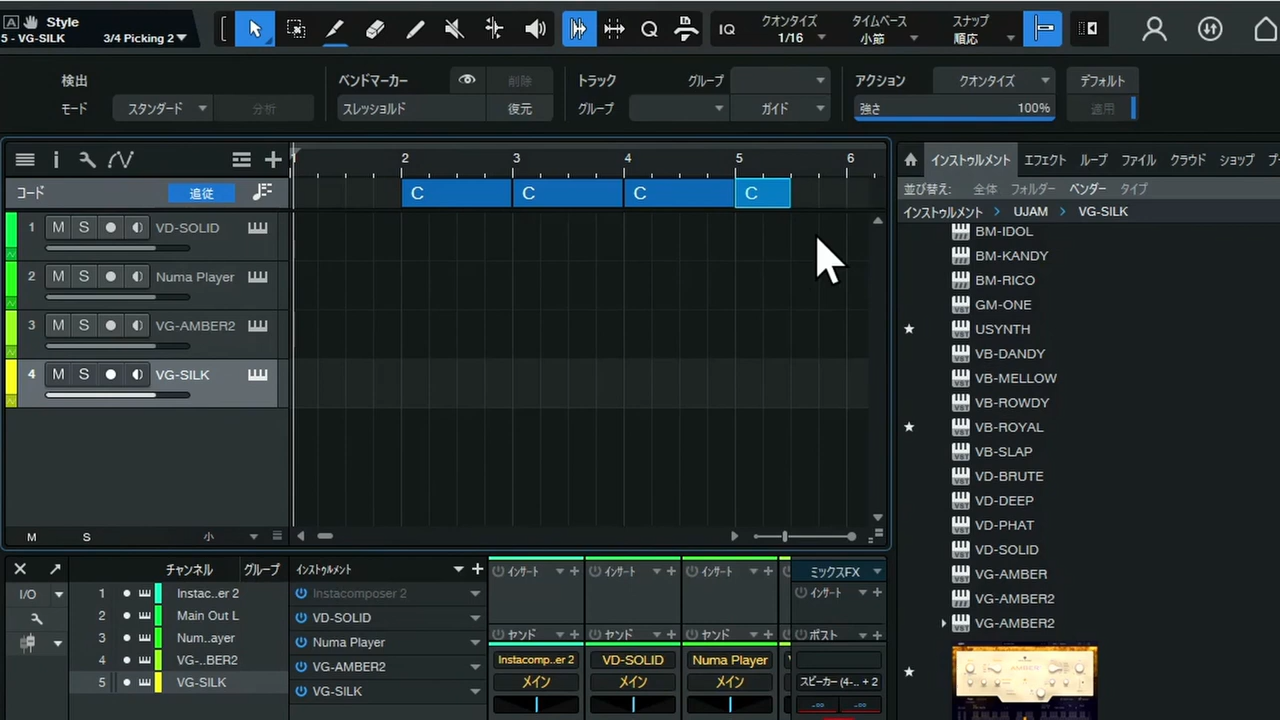 Style
5 - VG-SILK 3/4 Picking 2
IQ
クオンタイズ
1/16
タイムベース
小節
スナップ
順応
検出
モード
スタンダード
分析
ベンドマーカー
削除
スレッショルド
復元
トラック
グループ
グループ
ガイド
アクション
クオンタイズ
強さ 100%
デフォルト
適用
1 2 3 4 5 6
コード 追従
C C C C
1 M S VD-SOLID
2 M S Numa Player
3 M S VG-AMBER2
4 M S VG-SILK
M S 小
インストゥルメント エフェクト ループ ファイル クラウド ショップ
並び替え: 全体 フォルダー ベンダー タイプ
インストゥルメント > UJAM > VG-SILK
BM-IDOL
BM-KANDY
BM-RICO
GM-ONE
USYNTH
VB-DANDY
VB-MELLOW
VB-ROWDY
VB-ROYAL
VB-SLAP
VD-BRUTE
VD-DEEP
VD-PHAT
VD-SOLID
VG-AMBER
VG-AMBER2
VG-AMBER2
I/O
チャンネル グループ
1 Instac...er 2
2 Main Out L
3 Num...ayer
4 VG-..BER2
5 VG-SILK
インストゥルメント
Instacomposer 2
VD-SOLID
Numa Player
VG-AMBER2
VG-SILK
インサート インサート インサート
センド センド センド
Instacomp...er 2 VD-SOLID Numa Player
メイン メイン メイン
ミックスFX
インサート
ポスト
スピーカー (4-.. + 2
-oo -oo